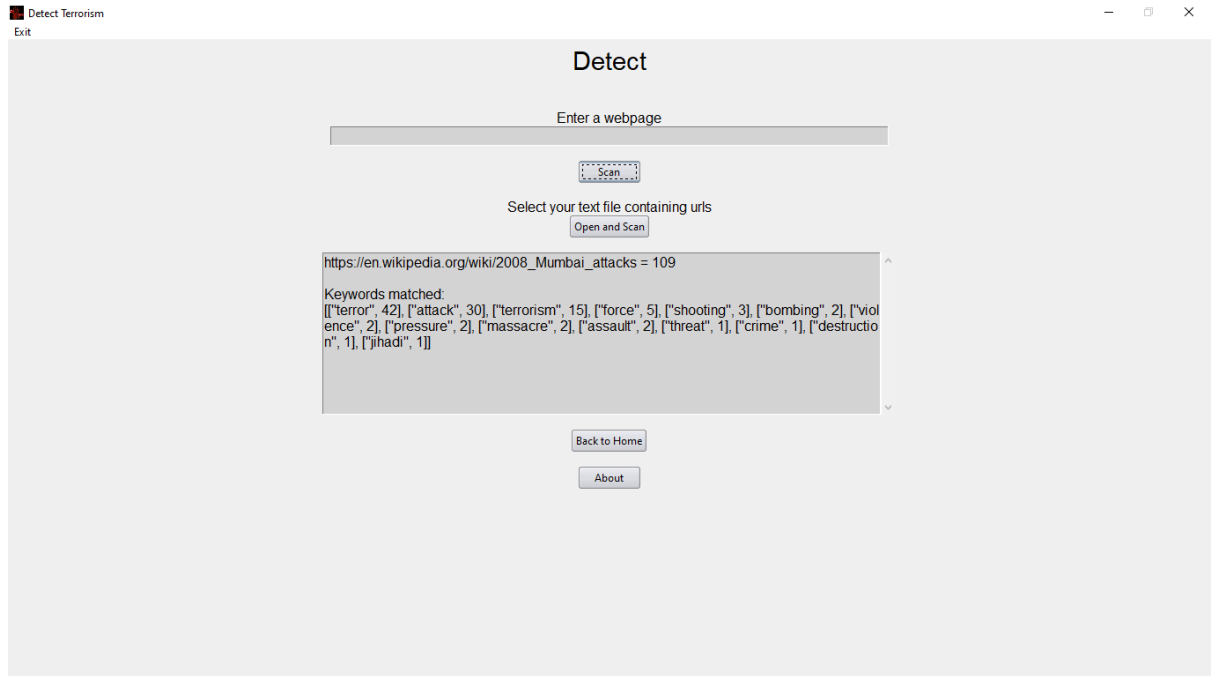 Detect Terrorism
Exit
Detect
Enter a webpage
Scan
Select your text file containing urls
Open and Scan
https://en.wikipedia.org/wiki/2008_Mumbai_attacks = 109
Keywords matched:
[["terror", 42], ["attack", 30], ["terrorism", 15], ["force", 5], ["shooting", 3], ["bombing", 2], ["viol
ence", 2], ["pressure", 2], ["massacre", 2], ["assault", 2], ["threat", 1], ["crime", 1], ["destructio
n", 1], ["jihadi", 1]]
Back to Home
About